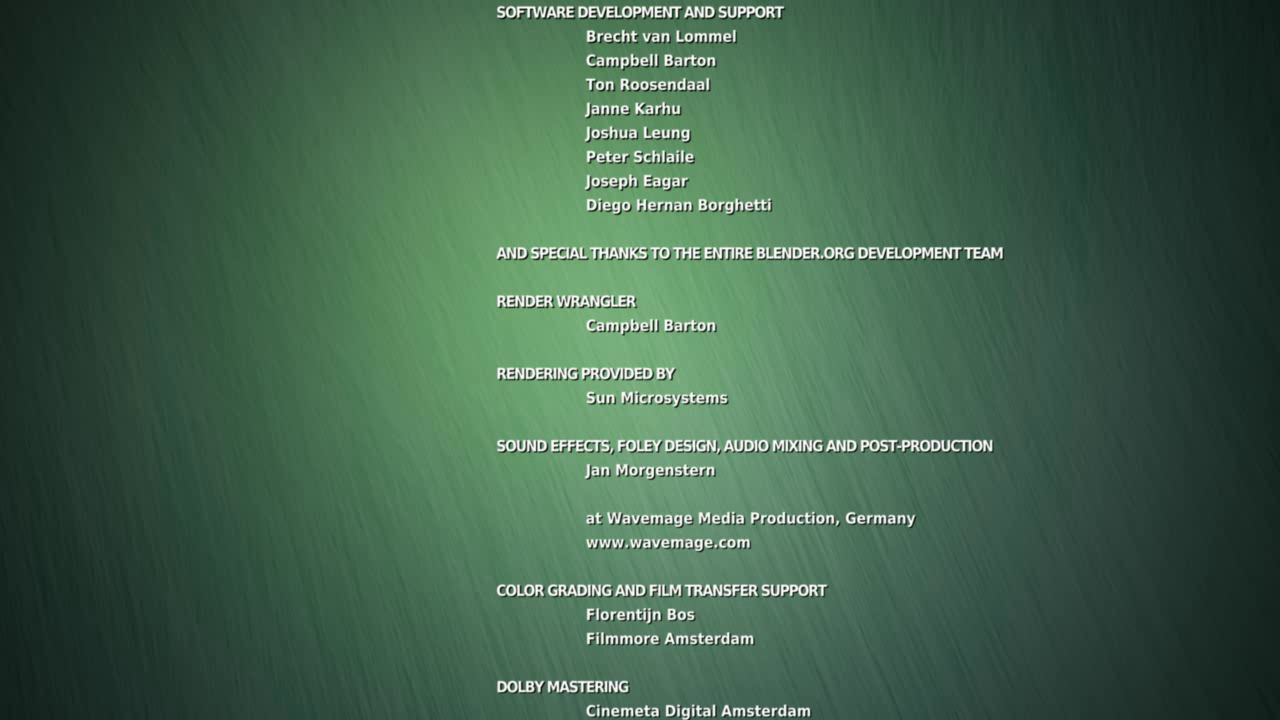 SOFTWARE DEVELOPMENT AND SUPPORT
Brecht van Lommel
Campbell Barton
Ton Roosendaal
Janne Karhu
Joshua Leung
Peter Schlaile
Joseph Eagar
Diego Hernan Borghetti
AND SPECIAL THANKS TO THE ENTIRE BLENDER.ORG DEVELOPMENT TEAM
RENDER WRANGLER
Campbell Barton
RENDERING PROVIDED BY
Sun Microsystems
SOUND EFFECTS, FOLEY DESIGN, AUDIO MIXING AND POST-PRODUCTION
Jan Morgenstern
at Wavemage Media Production, Germany
www.wavemage.com
COLOR GRADING AND FILM TRANSFER SUPPORT
Florentijn Bos
Filmmore Amsterdam
DOLBY MASTERING
Cinemeta Digital Amsterdam